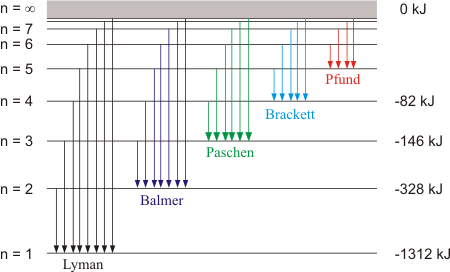 n = ∞ 0 kJ
n = 7
n = 6
n = 5
Pfund
n = 4 -82 kJ
Brackett
n = 3 -146 kJ
Paschen
n = 2 -328 kJ
Balmer
n = 1 -1312 kJ
Lyman